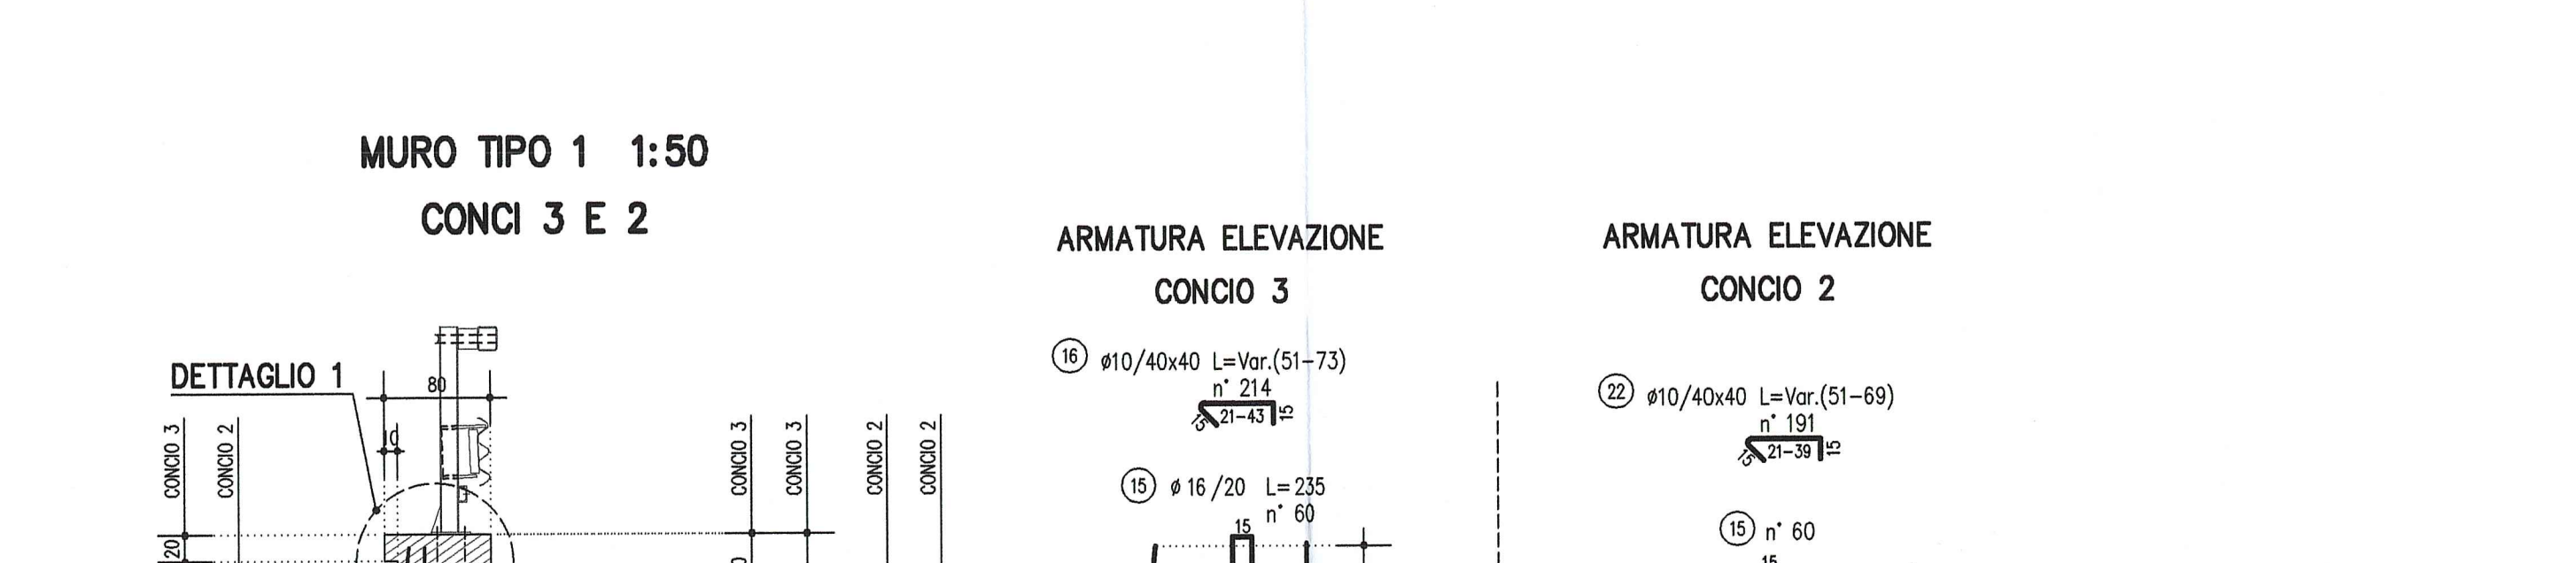 MURO TIPO 1 1:50
CONCI 3 E 2
DETTAGLIO 1
80
10
CONCIO 3
CONCIO 2
20
CONCIO 3
CONCIO 3
CONCIO 2
CONCIO 2
ARMATURA ELEVAZIONE
CONCIO 3
16 ø10/40x40 L=Var.(51-73)
n° 214
15 21-43 15
15 ø 16/20 L=235
n° 60
15
ARMATURA ELEVAZIONE
CONCIO 2
22 ø10/40x40 L=Var.(51-69)
n° 191
15 21-39 15
15 n° 60
15